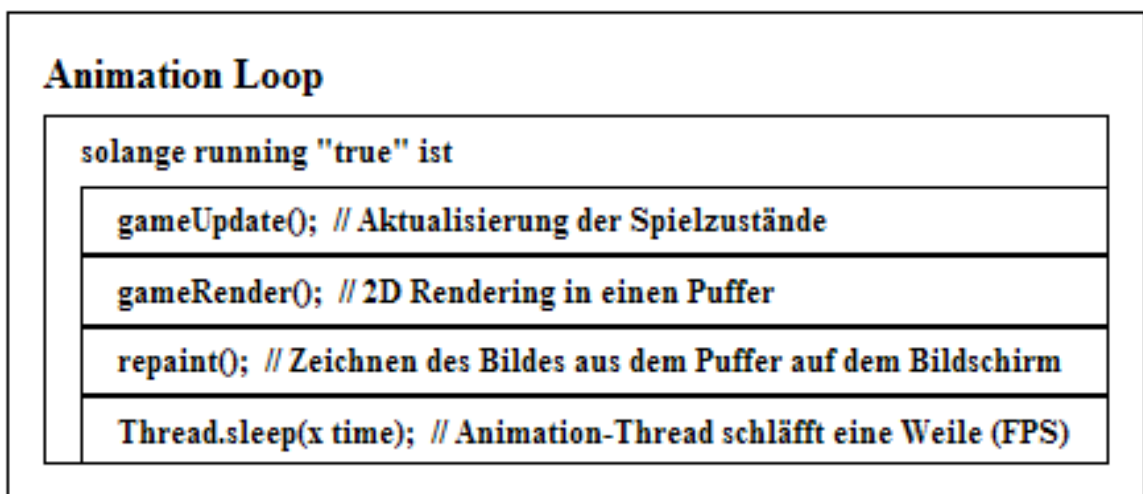 Animation Loop
solange running "true" ist
gameUpdate(); // Aktualisierung der Spielzustände
gameRender(); // 2D Rendering in einen Puffer
repaint(); // Zeichnen des Bildes aus dem Puffer auf dem Bildschirm
Thread.sleep(x time); // Animation-Thread schläfft eine Weile (FPS)